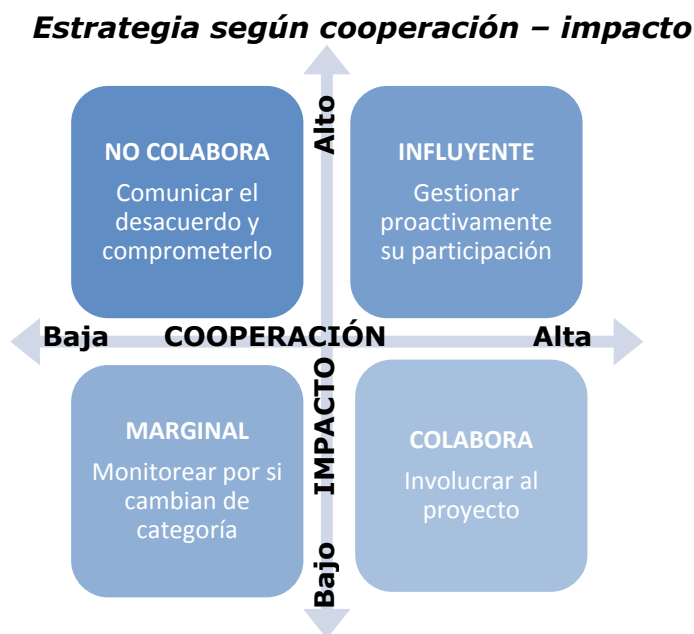 Estrategia según cooperación – impacto
Alto
NO COLABORA
Comunicar el
desacuerdo y
comprometerlo
INFLUYENTE
Gestionar
proactivamente
su participación
Baja
COOPERACIÓN
Alta
IMPACTO
MARGINAL
Monitorear por si
cambian de
categoría
COLABORA
Involucrar al
proyecto
Bajo